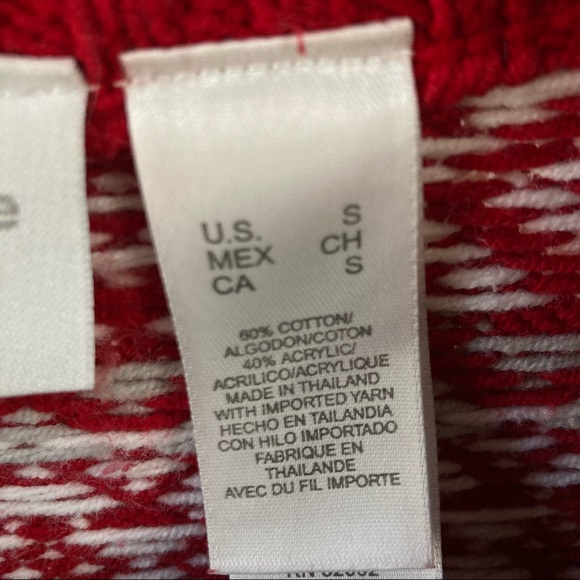 e
U.S. S
MEX CH
CA S
60% COTTON/
ALGODON/COTON
40% ACRYLIC/
ACRILICO/ACRYLIQUE
MADE IN THAILAND
WITH IMPORTED YARN
HECHO EN TAILANDIA
CON HILO IMPORTADO
FABRIQUE EN
THAILANDE
AVEC DU FIL IMPORTE